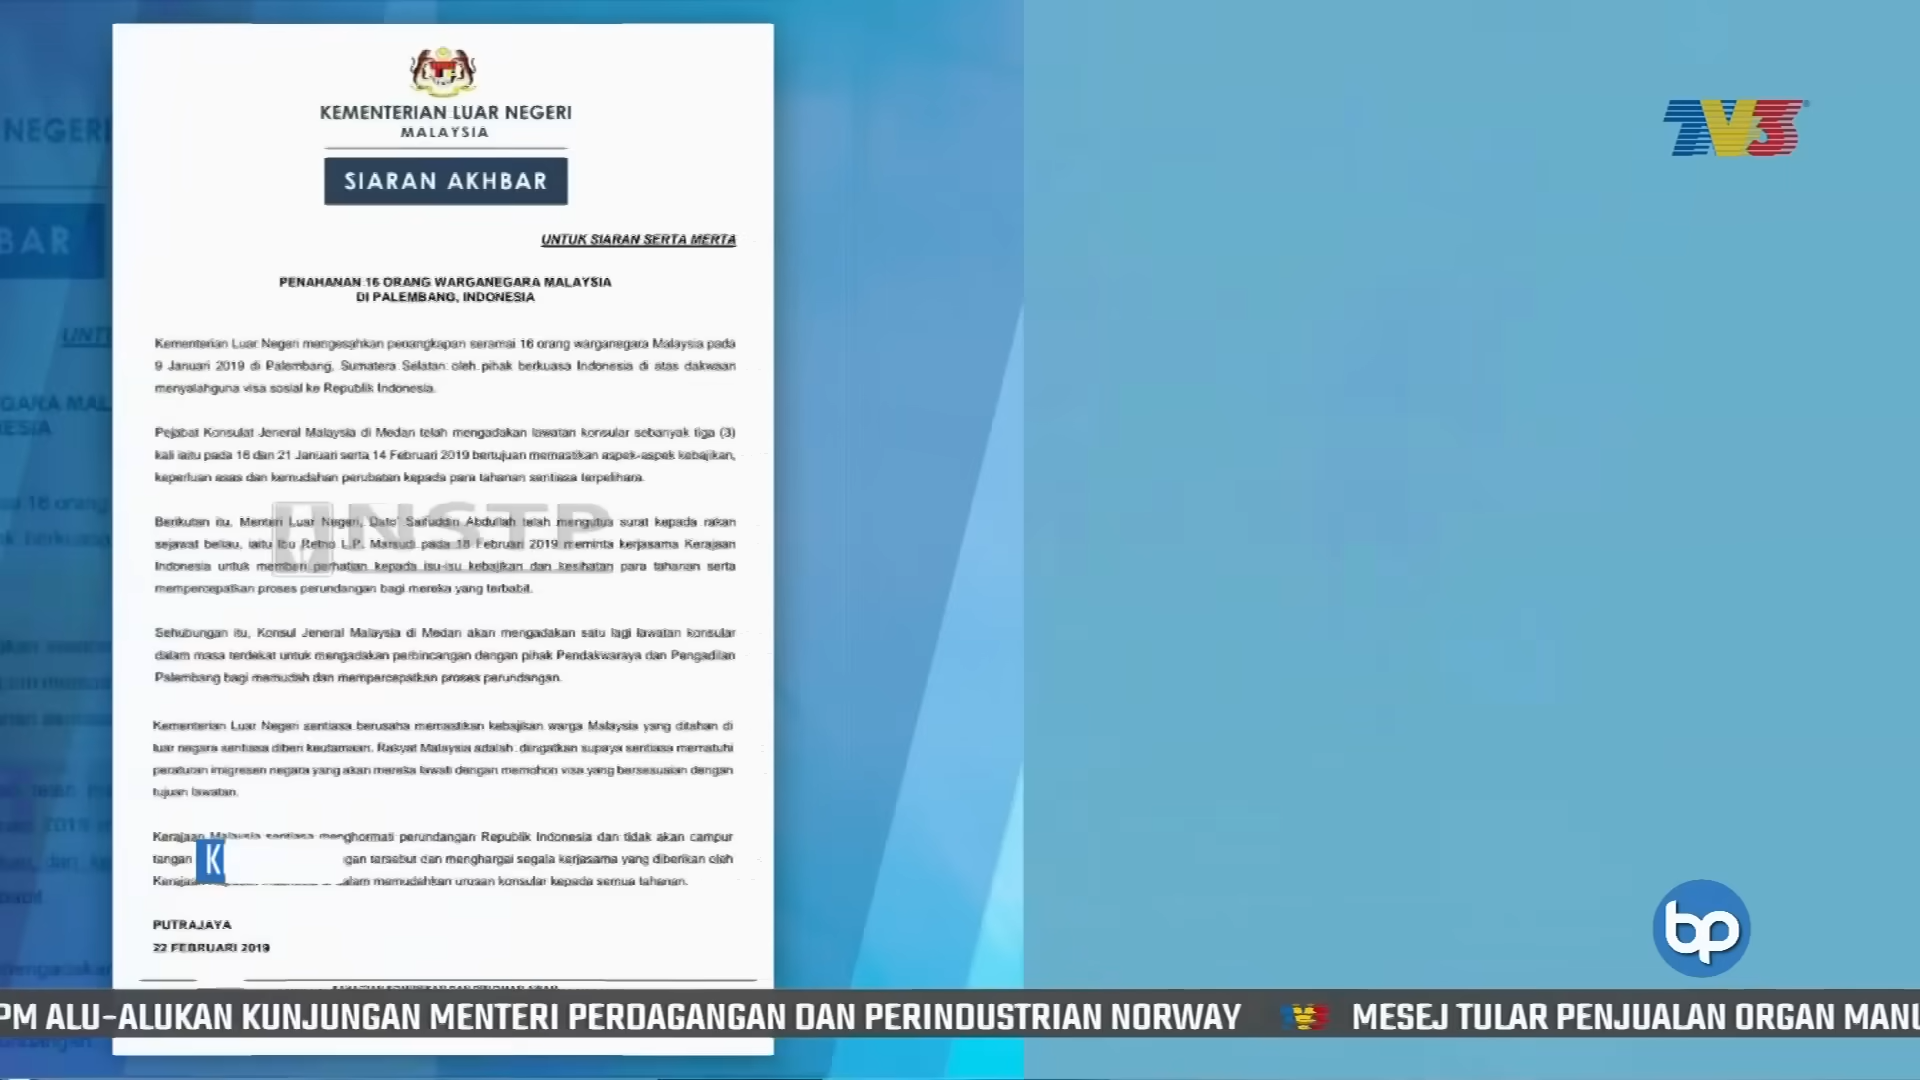 KEMENTERIAN LUAR NEGERI
MALAYSIA
SIARAN AKHBAR
UNTUK SIARAN SERTA MERTA
PENAHANAN 16 ORANG WARGANEGARA MALAYSIA
DI PALEMBANG, INDONESIA
Kementerian Luar Negeri mengesahkan penangkapan seramai 16 orang warganegara Malaysia pada
9 Januari 2019 di Palembang, Sumatera Selatan oleh pihak berkuasa Indonesia di atas dakwaan
menyalahguna visa sosial ke Republik Indonesia.
Pejabat Konsulat Jeneral Malaysia di Medan telah mengadakan lawatan konsular sebanyak tiga (3)
kali iaitu pada 16 dan 21 Januari serta 14 Februari 2019 bertujuan memastikan aspek-aspek kebajikan,
keperluan asas dan kemudahan perubatan kepada para tahanan sentiasa terpelihara.
Berikutan itu, Menteri Luar Negeri, Dato' Saifuddin Abdullah telah mengutus surat kepada rakan
sejawat beliau, iaitu Ibu Retno L.P. Marsudi pada 18 Februari 2019 meminta kerjasama Kerajaan
Indonesia untuk memberi perhatian kepada isu-isu kebajikan dan kesihatan para tahanan serta
mempercepatkan proses perundangan bagi mereka yang terbabit.
NSTP
Sehubungan itu, Konsul Jeneral Malaysia di Medan akan mengadakan satu lagi lawatan konsular
dalam masa terdekat untuk mengadakan perbincangan dengan pihak Pendakwaraya dan Pengadilan
Palembang bagi memudah dan mempercepatkan proses perundangan.
Kementerian Luar Negeri sentiasa berusaha memastikan kebajikan warga Malaysia yang ditahan di
luar negara sentiasa diberi keutamaan. Rakyat Malaysia adalah diingatkan supaya sentiasa mematuhi
peraturan imigresen negara yang akan mereka lawati dengan memohon visa yang bersesuaian dengan
tujuan lawatan.
Kerajaan Malaysia sentiasa menghormati perundangan Republik Indonesia dan tidak akan campur
tangan gan tersebut dan menghargai segala kerjasama yang diberikan oleh
Kerajaan dalam memudahkan urusan konsular kepada semua tahanan.
K
PUTRAJAYA
22 FEBRUARI 2019
TV3
bp
PM ALU-ALUKAN KUNJUNGAN MENTERI PERDAGANGAN DAN PERINDUSTRIAN NORWAY TV3 MESEJ TULAR PENJUALAN ORGAN MANU